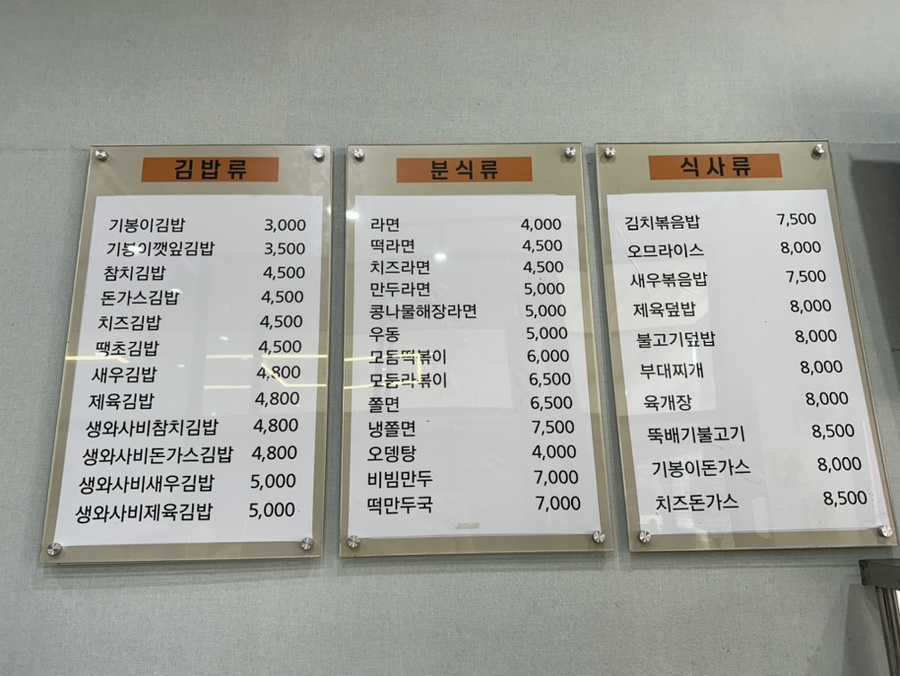 김밥류
기봉이김밥 3,000
기봉이깻잎김밥 3,500
참치김밥 4,500
돈가스김밥 4,500
치즈김밥 4,500
땡초김밥 4,500
새우김밥 4,800
제육김밥 4,800
생와사비참치김밥 4,800
생와사비돈가스김밥 4,800
생와사비새우김밥 5,000
생와사비제육김밥 5,000
분식류
라면 4,000
떡라면 4,500
치즈라면 4,500
만두라면 5,000
콩나물해장라면 5,000
우동 5,000
모듬떡볶이 6,000
모듬라볶이 6,500
쫄면 6,500
냉쫄면 7,500
오뎅탕 4,000
비빔만두 7,000
떡만두국 7,000
식사류
김치볶음밥 7,500
오므라이스 8,000
새우볶음밥 7,500
제육덮밥 8,000
불고기덮밥 8,000
부대찌개 8,000
육개장 8,000
뚝배기불고기 8,500
기봉이돈가스 8,000
치즈돈가스 8,500